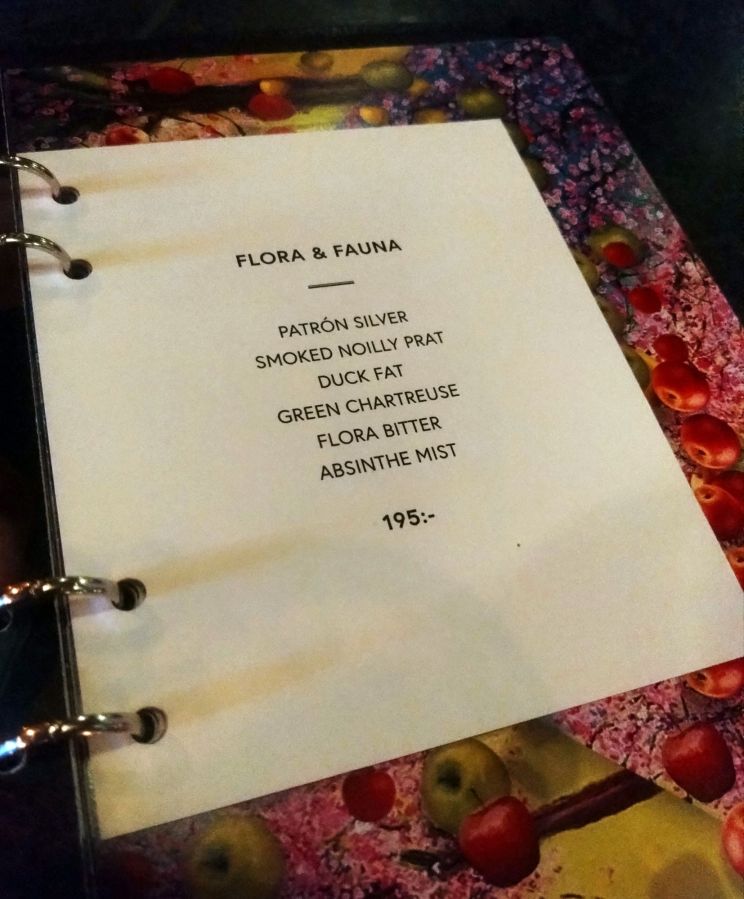 FLORA & FAUNA
PATRÓN SILVER
SMOKED NOILLY PRAT
DUCK FAT
GREEN CHARTREUSE
FLORA BITTER
ABSINTHE MIST
195:-